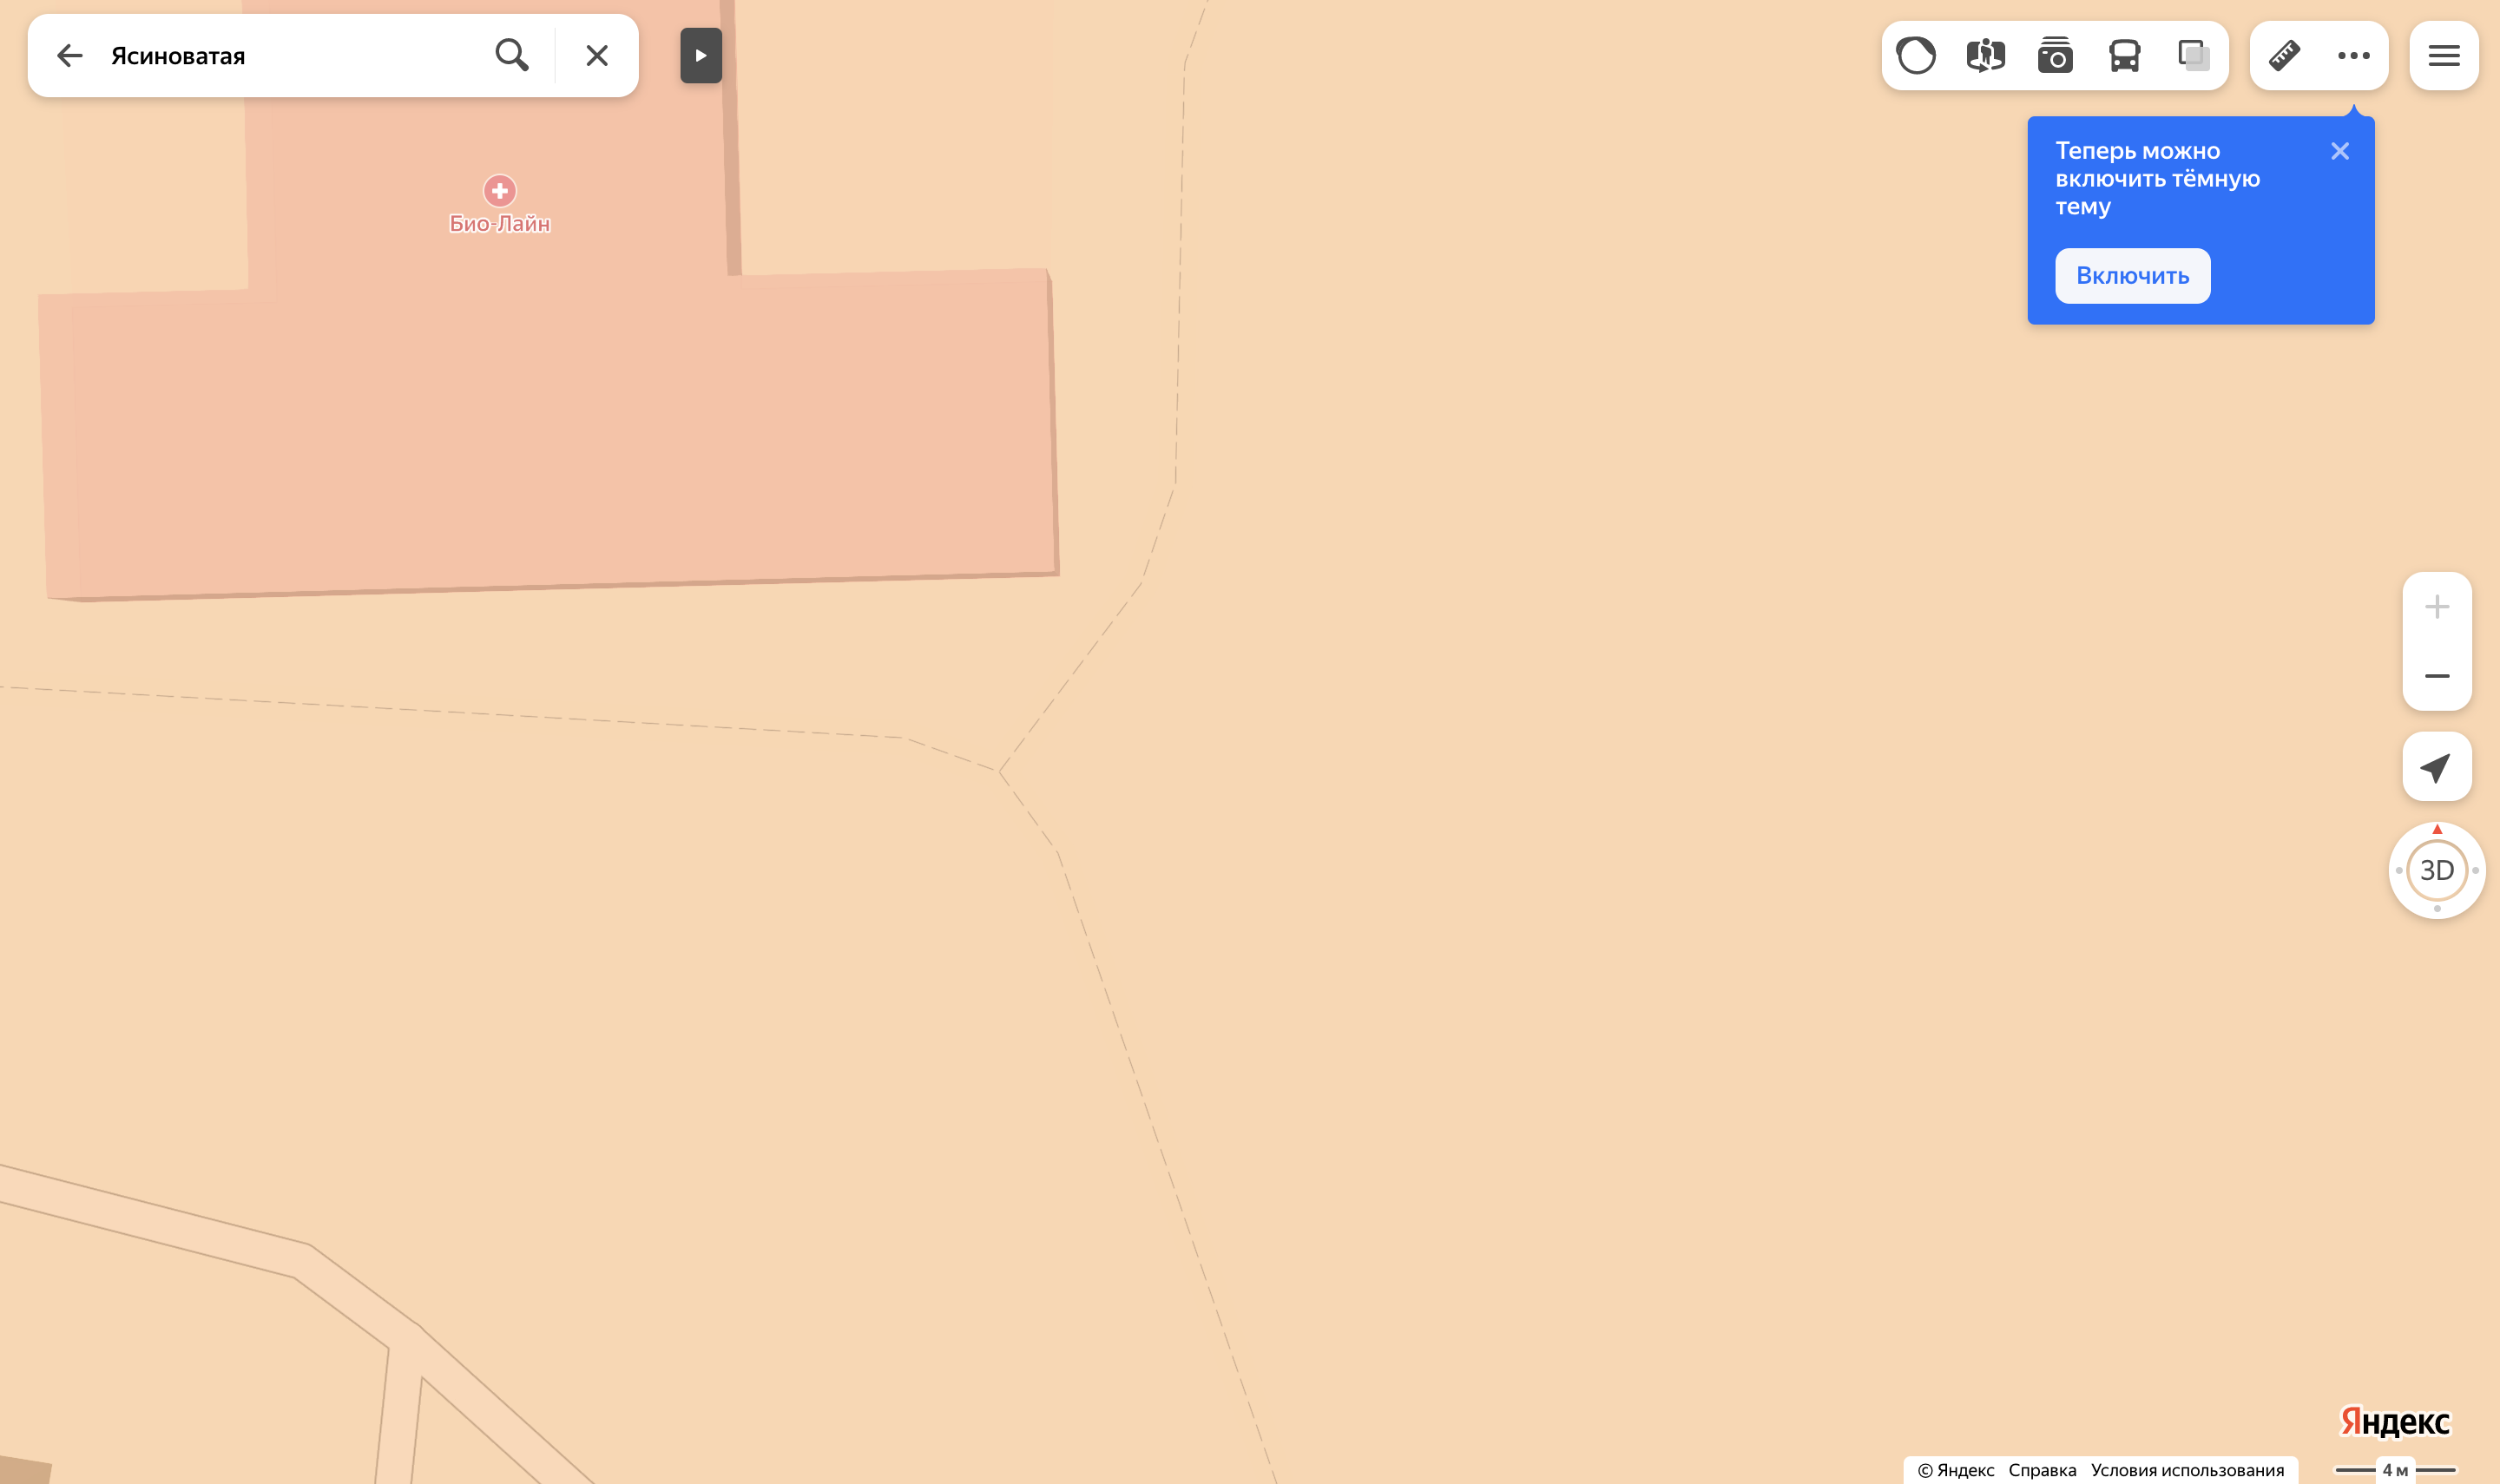 Ясиноватая
Био-Лайн
Теперь можно
включить тёмную
тему
Включить
3D
Яндекс
© Яндекс Справка Условия использования
4 м